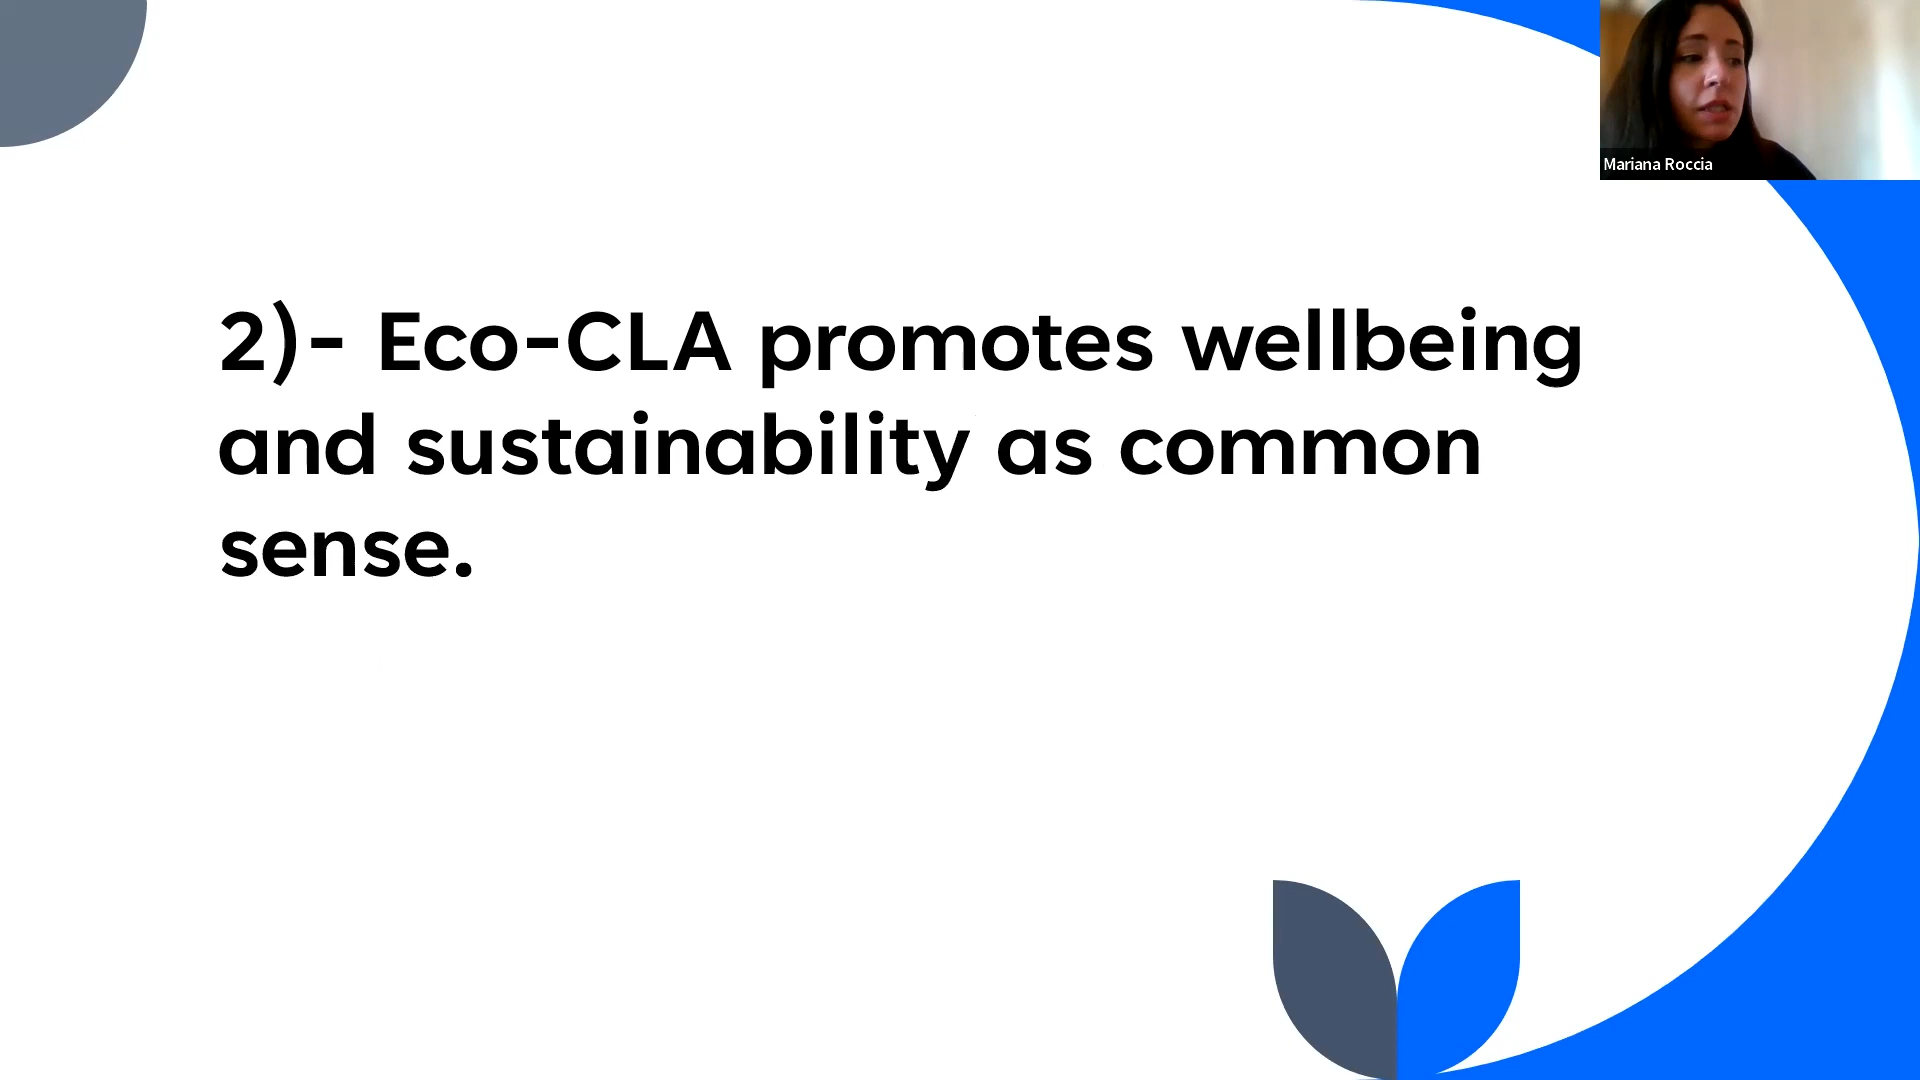 Mariana Roccia
2)- Eco-CLA promotes wellbeing
and sustainability as common
sense.